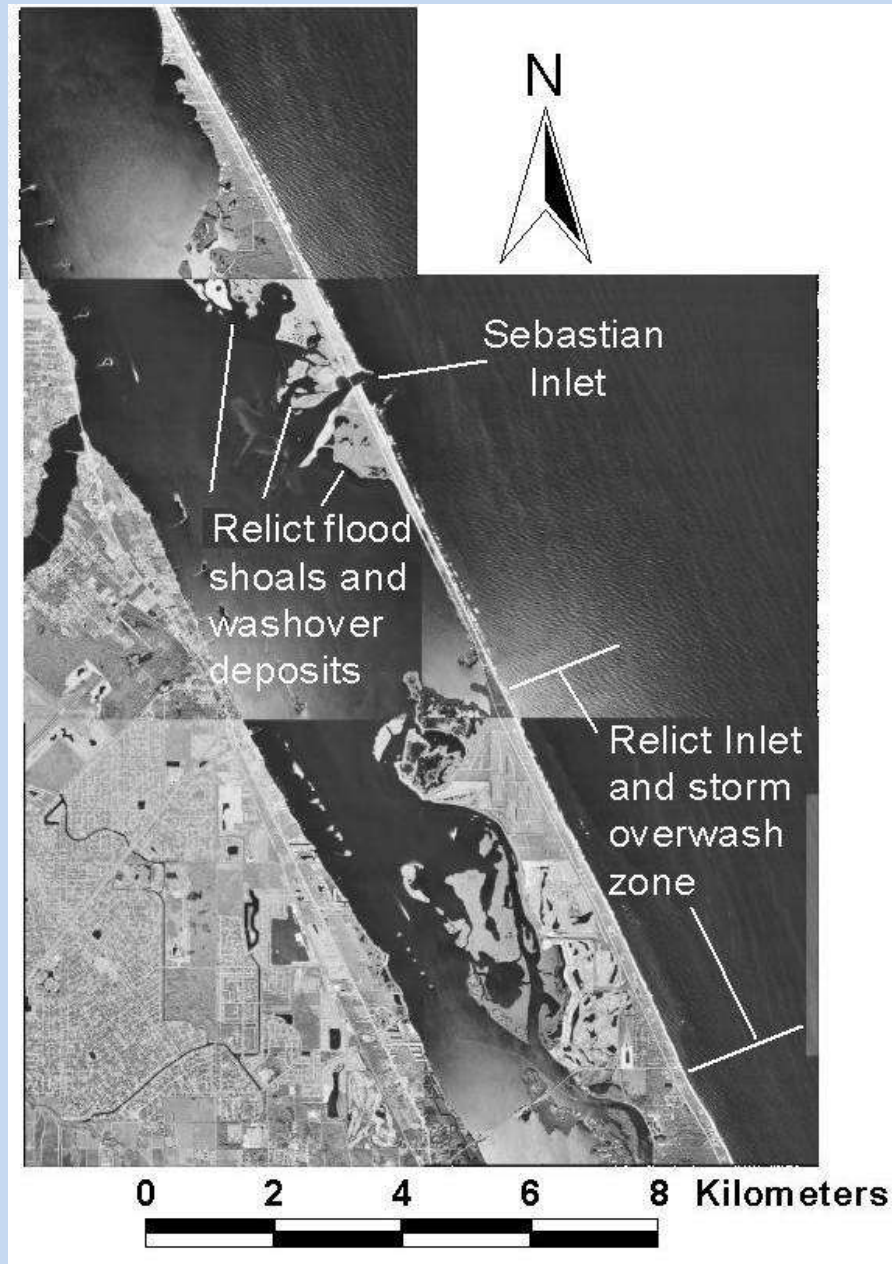 N
Sebastian
Inlet
Relict flood
shoals and
washover
deposits
Relict Inlet
and storm
overwash
zone
0 2 4 6 8 Kilometers